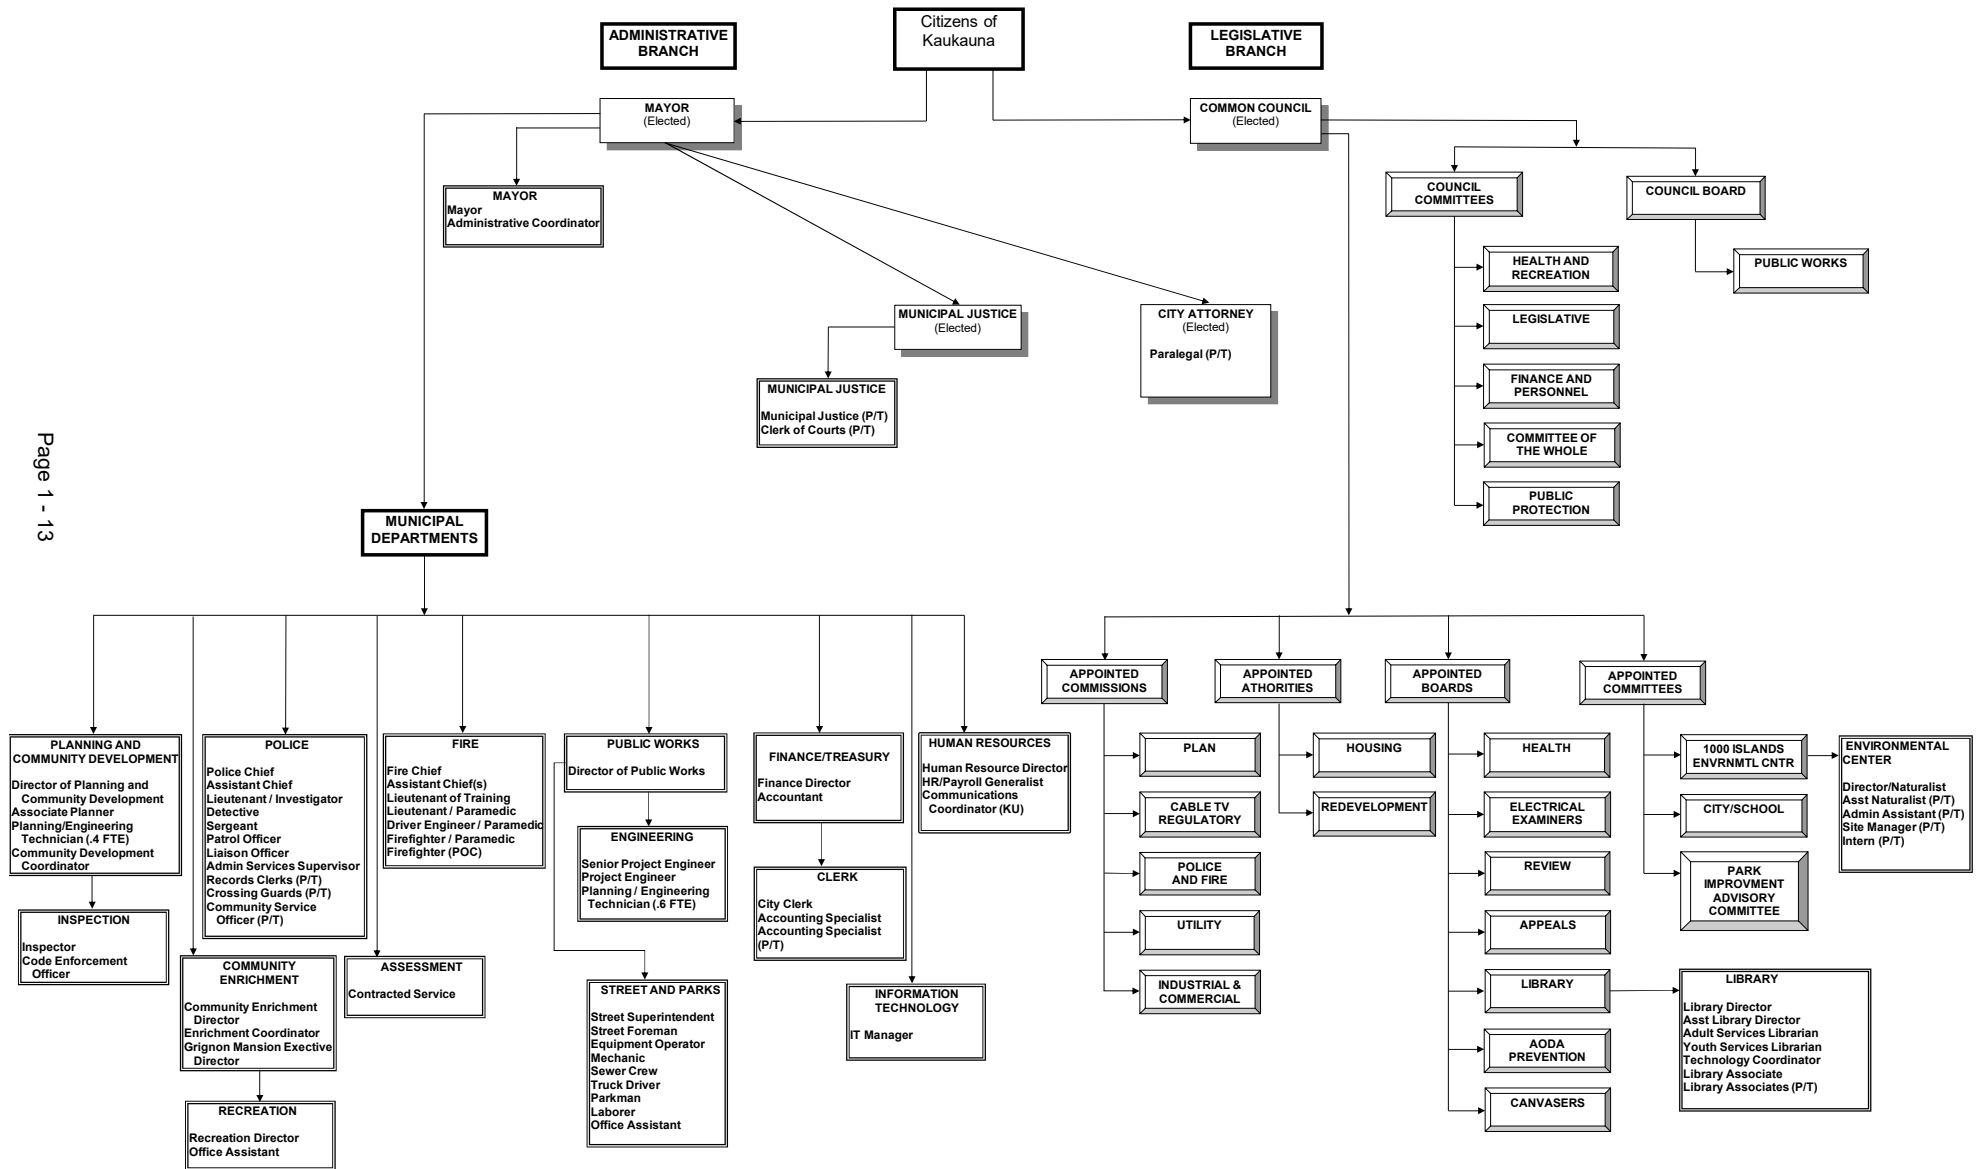 Citizens of
Kaukauna
ADMINISTRATIVE
BRANCH
LEGISLATIVE
BRANCH
MAYOR
(Elected)
COMMON COUNCIL
(Elected)
MAYOR
Mayor
Administrative Coordinator
COUNCIL
COMMITTEES
COUNCIL BOARD
HEALTH AND
RECREATION
LEGISLATIVE
FINANCE AND
PERSONNEL
COMMITTEE OF
THE WHOLE
PUBLIC
PROTECTION
PUBLIC WORKS
MUNICIPAL JUSTICE
(Elected)
CITY ATTORNEY
(Elected)
Paralegal (P/T)
MUNICIPAL JUSTICE
Municipal Justice (P/T)
Clerk of Courts (P/T)
Page 1 - 13
MUNICIPAL
DEPARTMENTS
PLANNING AND
COMMUNITY DEVELOPMENT
Director of Planning and
Community Development
Associate Planner
Planning/Engineering
Technician (.4 FTE)
Community Development
Coordinator
INSPECTION
Inspector
Code Enforcement
Officer
POLICE
Police Chief
Assistant Chief
Lieutenant / Investigator
Detective
Sergeant
Patrol Officer
Liaison Officer
Admin Services Supervisor
Records Clerks (P/T)
Crossing Guards (P/T)
Community Service
Officer (P/T)
COMMUNITY
ENRICHMENT
Community Enrichment
Director
Enrichment Coordinator
Grignon Mansion Exective
Director
RECREATION
Recreation Director
Office Assistant
ASSESSMENT
Contracted Service
FIRE
Fire Chief
Assistant Chief(s)
Lieutenant of Training
Lieutenant / Paramedic
Driver Engineer / Paramedic
Firefighter / Paramedic
Firefighter (POC)
PUBLIC WORKS
Director of Public Works
ENGINEERING
Senior Project Engineer
Project Engineer
Planning / Engineering
Technician (.6 FTE)
STREET AND PARKS
Street Superintendent
Street Foreman
Equipment Operator
Mechanic
Sewer Crew
Truck Driver
Parkman
Laborer
Office Assistant
FINANCE/TREASURY
Finance Director
Accountant
CLERK
City Clerk
Accounting Specialist
Accounting Specialist
(P/T)
INFORMATION
TECHNOLOGY
IT Manager
HUMAN RESOURCES
Human Resource Director
HR/Payroll Generalist
Communications
Coordinator (KU)
APPOINTED
COMMISSIONS
PLAN
CABLE TV
REGULATORY
POLICE
AND FIRE
UTILITY
INDUSTRIAL &
COMMERCIAL
APPOINTED
ATHORITIES
HOUSING
REDEVELOPMENT
APPOINTED
BOARDS
HEALTH
ELECTRICAL
EXAMINERS
REVIEW
APPEALS
LIBRARY
AODA
PREVENTION
CANVASERS
APPOINTED
COMMITTEES
1000 ISLANDS
ENVRNMTL CNTR
CITY/SCHOOL
PARK
IMPROVMENT
ADVISORY
COMMITTEE
ENVIRONMENTAL
CENTER
Director/Naturalist
Asst Naturalist (P/T)
Admin Assistant (P/T)
Site Manager (P/T)
Intern (P/T)
LIBRARY
Library Director
Asst Library Director
Adult Services Librarian
Youth Services Librarian
Technology Coordinator
Library Associate
Library Associates (P/T)